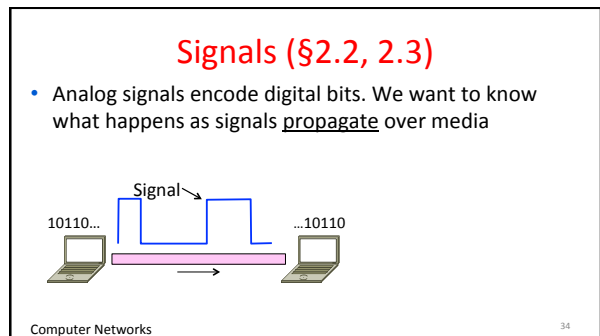 Signals (§2.2, 2.3)
• Analog signals encode digital bits. We want to know
what happens as signals propagate over media
Signal
10110...
...10110
Computer Networks
34